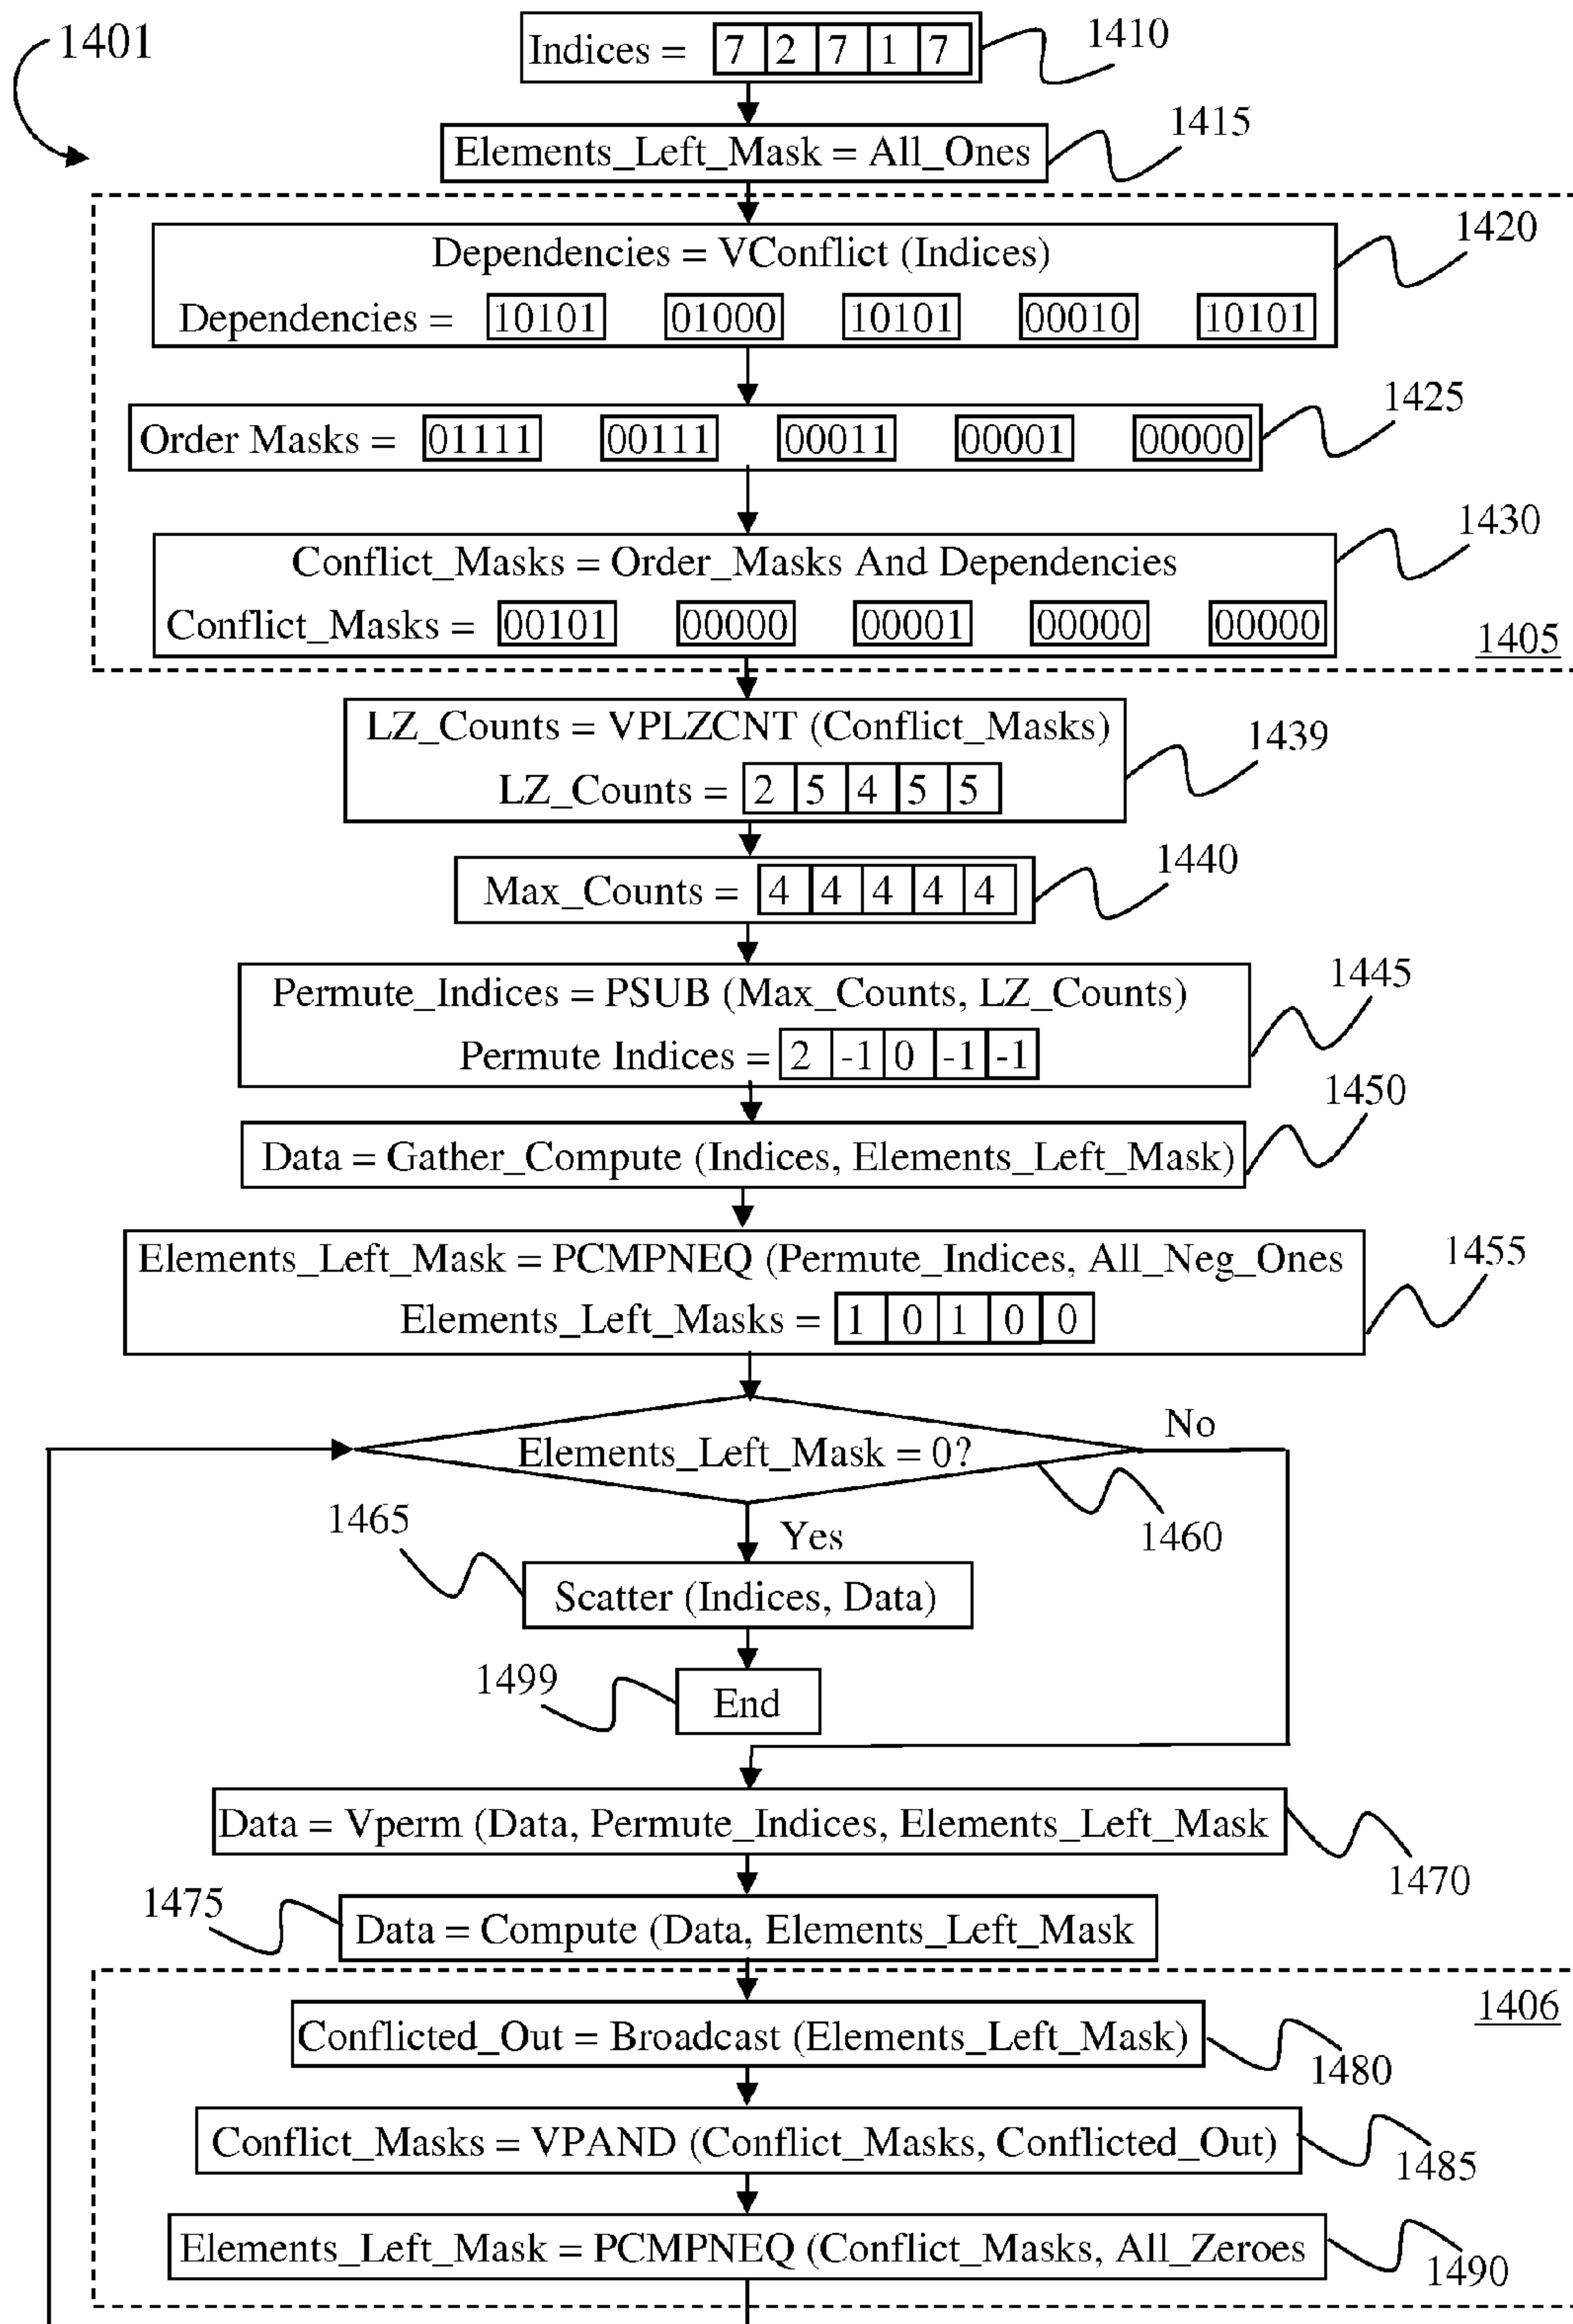 1401
Indices = 7 2 7 1 7
1410
Elements_Left_Mask = All_Ones
1415
Dependencies = VConflict (Indices)
1420
Dependencies = 10101 01000 10101 00010 10101
Order Masks = 01111 00111 00011 00001 00000
1425
Conflict_Masks = Order_Masks And Dependencies
1430
Conflict_Masks = 00101 00000 00001 00000 00000
1405
LZ_Counts = VPLZCNT (Conflict_Masks)
1439
LZ_Counts = 2 5 4 5 5
Max_Counts = 4 4 4 4 4
1440
Permute_Indices = PSUB (Max_Counts, LZ_Counts)
1445
Permute Indices = 2 -1 0 -1 -1
Data = Gather_Compute (Indices, Elements_Left_Mask)
1450
Elements_Left_Mask = PCMPNEQ (Permute_Indices, All_Neg_Ones
1455
Elements_Left_Masks = 1 0 1 0 0
Elements_Left_Mask = 0?
No
1460
Yes
1465
Scatter (Indices, Data)
1499
End
Data = Vperm (Data, Permute_Indices, Elements_Left_Mask
1470
1475
Data = Compute (Data, Elements_Left_Mask
1406
Conflicted_Out = Broadcast (Elements_Left_Mask)
1480
Conflict_Masks = VPAND (Conflict_Masks, Conflicted_Out)
1485
Elements_Left_Mask = PCMPNEQ (Conflict_Masks, All_Zeroes
1490